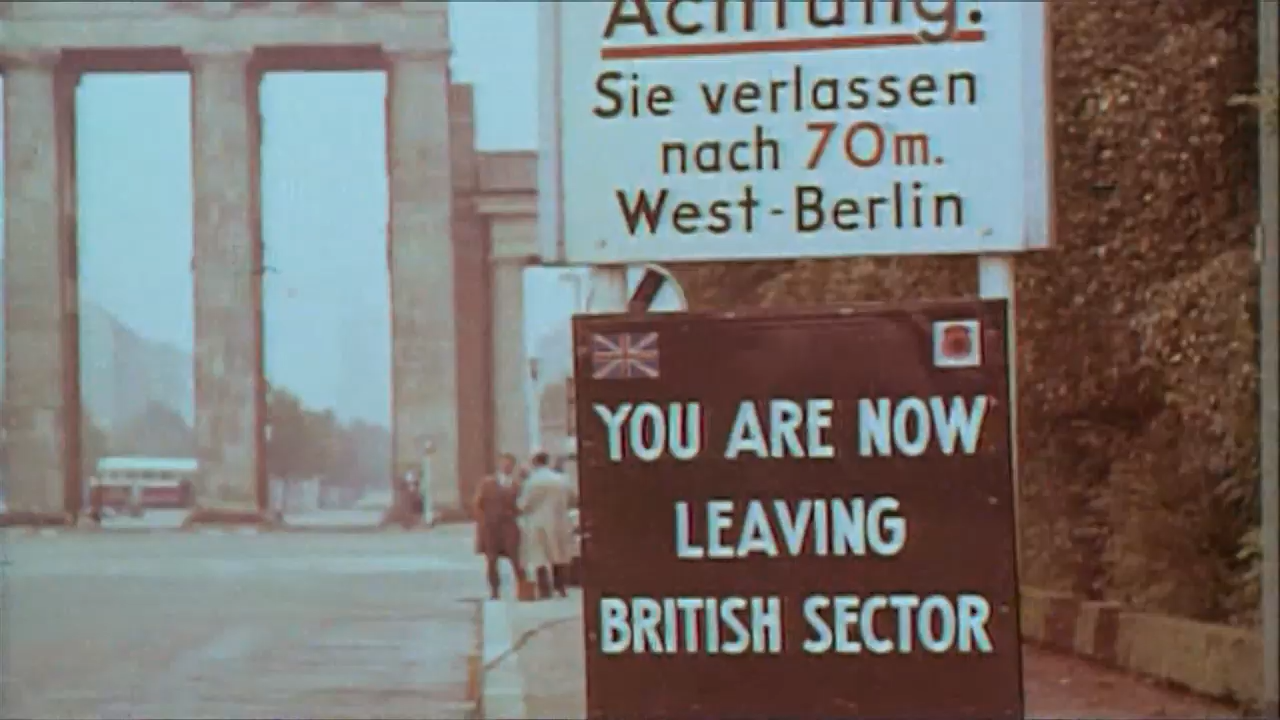 Achtung!
Sie verlassen
nach 70m.
West-Berlin
YOU ARE NOW
LEAVING
BRITISH SECTOR